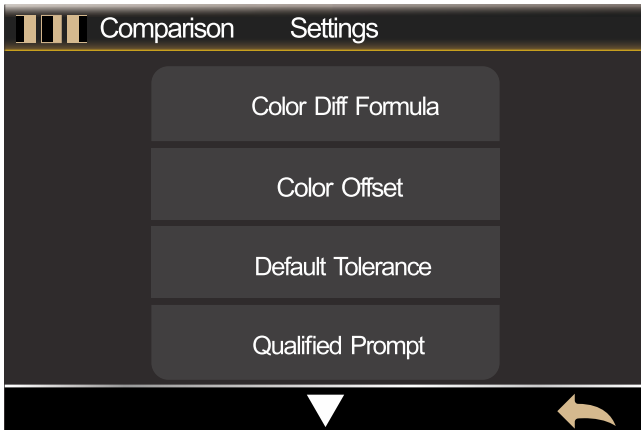 Comparison Settings
Color Diff Formula
Color Offset
Default Tolerance
Qualified Prompt